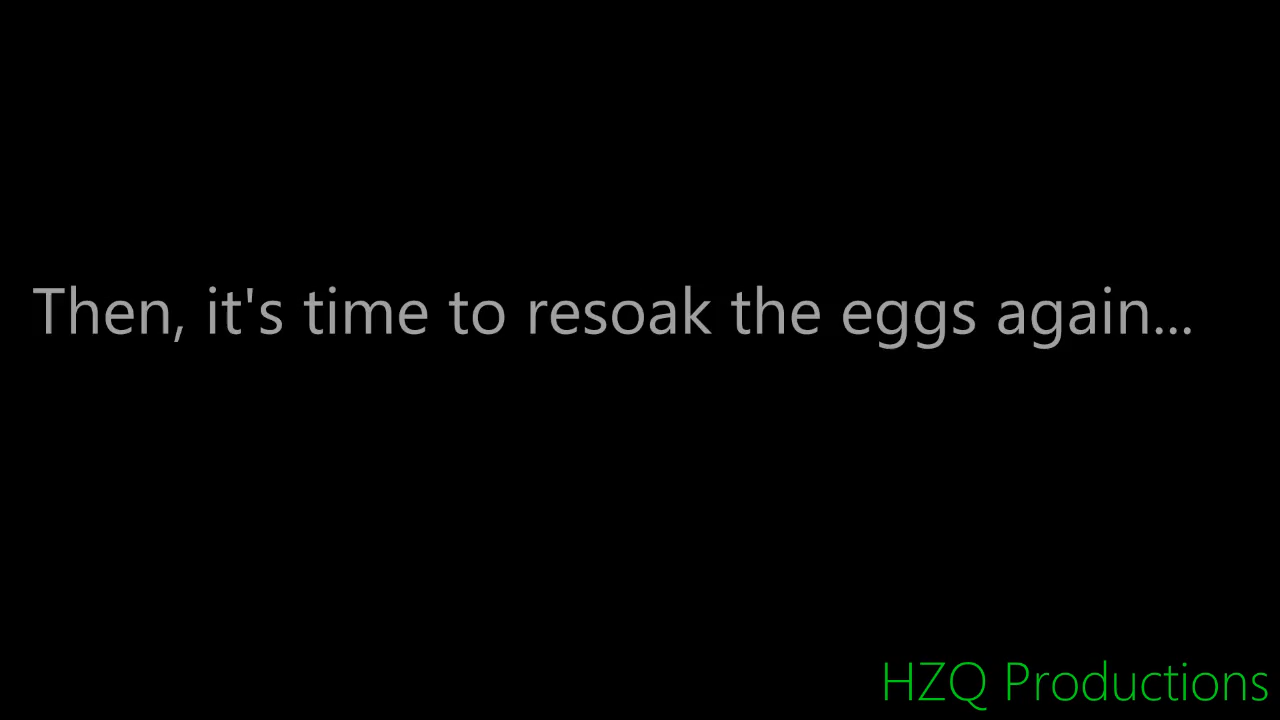 Then, it's time to resoak the eggs again...
HZQ Productions